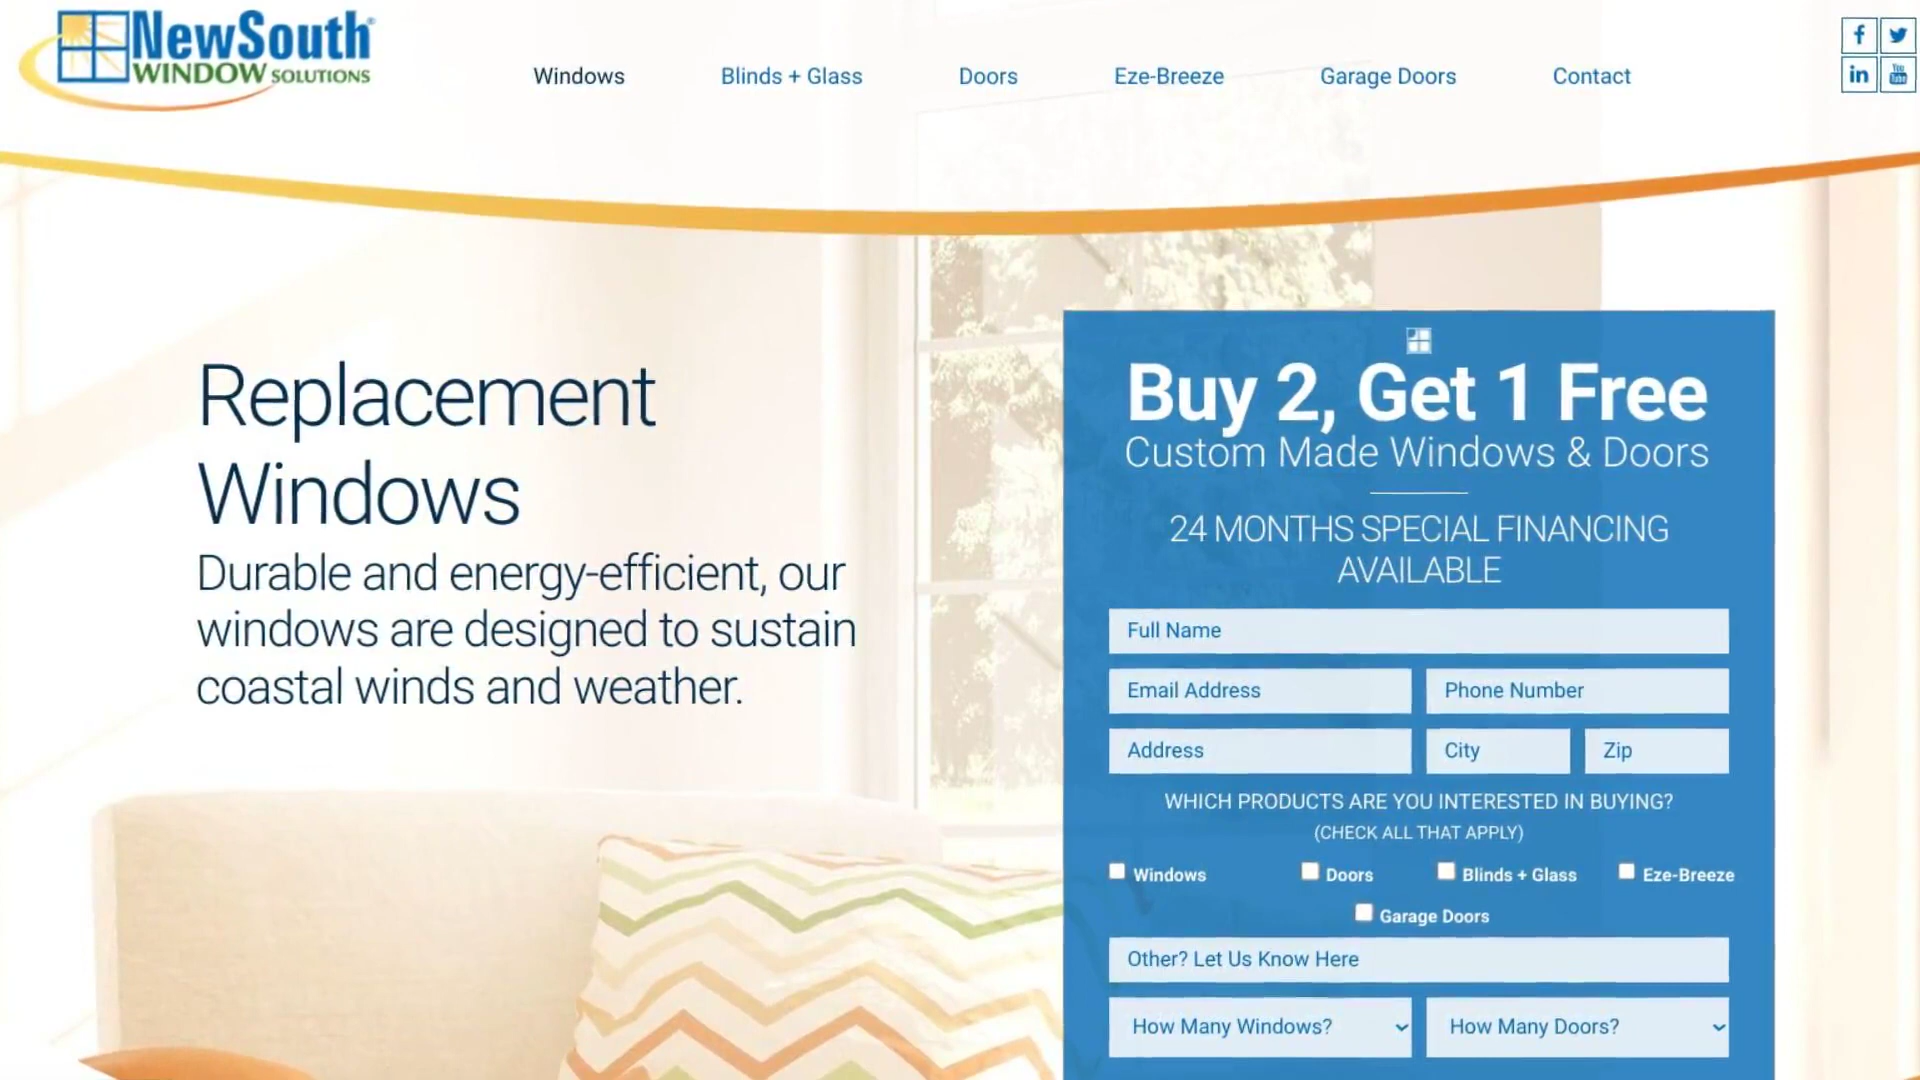 NewSouth®
WINDOW SOLUTIONS
Windows
Blinds + Glass
Doors
Eze-Breeze
Garage Doors
Contact
f
in
You Tube
Replacement
Windows
Durable and energy-efficient, our
windows are designed to sustain
coastal winds and weather.
Buy 2, Get 1 Free
Custom Made Windows & Doors
24 MONTHS SPECIAL FINANCING
AVAILABLE
Full Name
Email Address
Phone Number
Address
City
Zip
WHICH PRODUCTS ARE YOU INTERESTED IN BUYING?
(CHECK ALL THAT APPLY)
Windows
Doors
Blinds + Glass
Eze-Breeze
Garage Doors
Other? Let Us Know Here
How Many Windows?
How Many Doors?